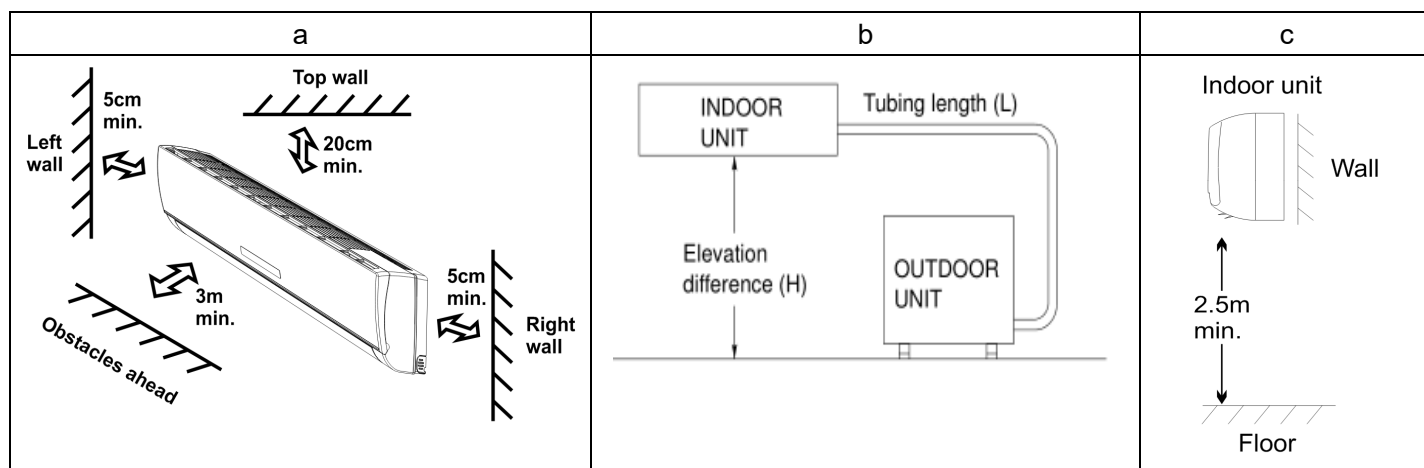 a
b
c
Top wall
5cm
min.
Left
wall
20cm
min.
3m
min.
Obstacles ahead
5cm
min.
Right
wall
INDOOR
UNIT
Tubing length (L)
Elevation
difference (H)
OUTDOOR
UNIT
Indoor unit
Wall
2.5m
min.
Floor